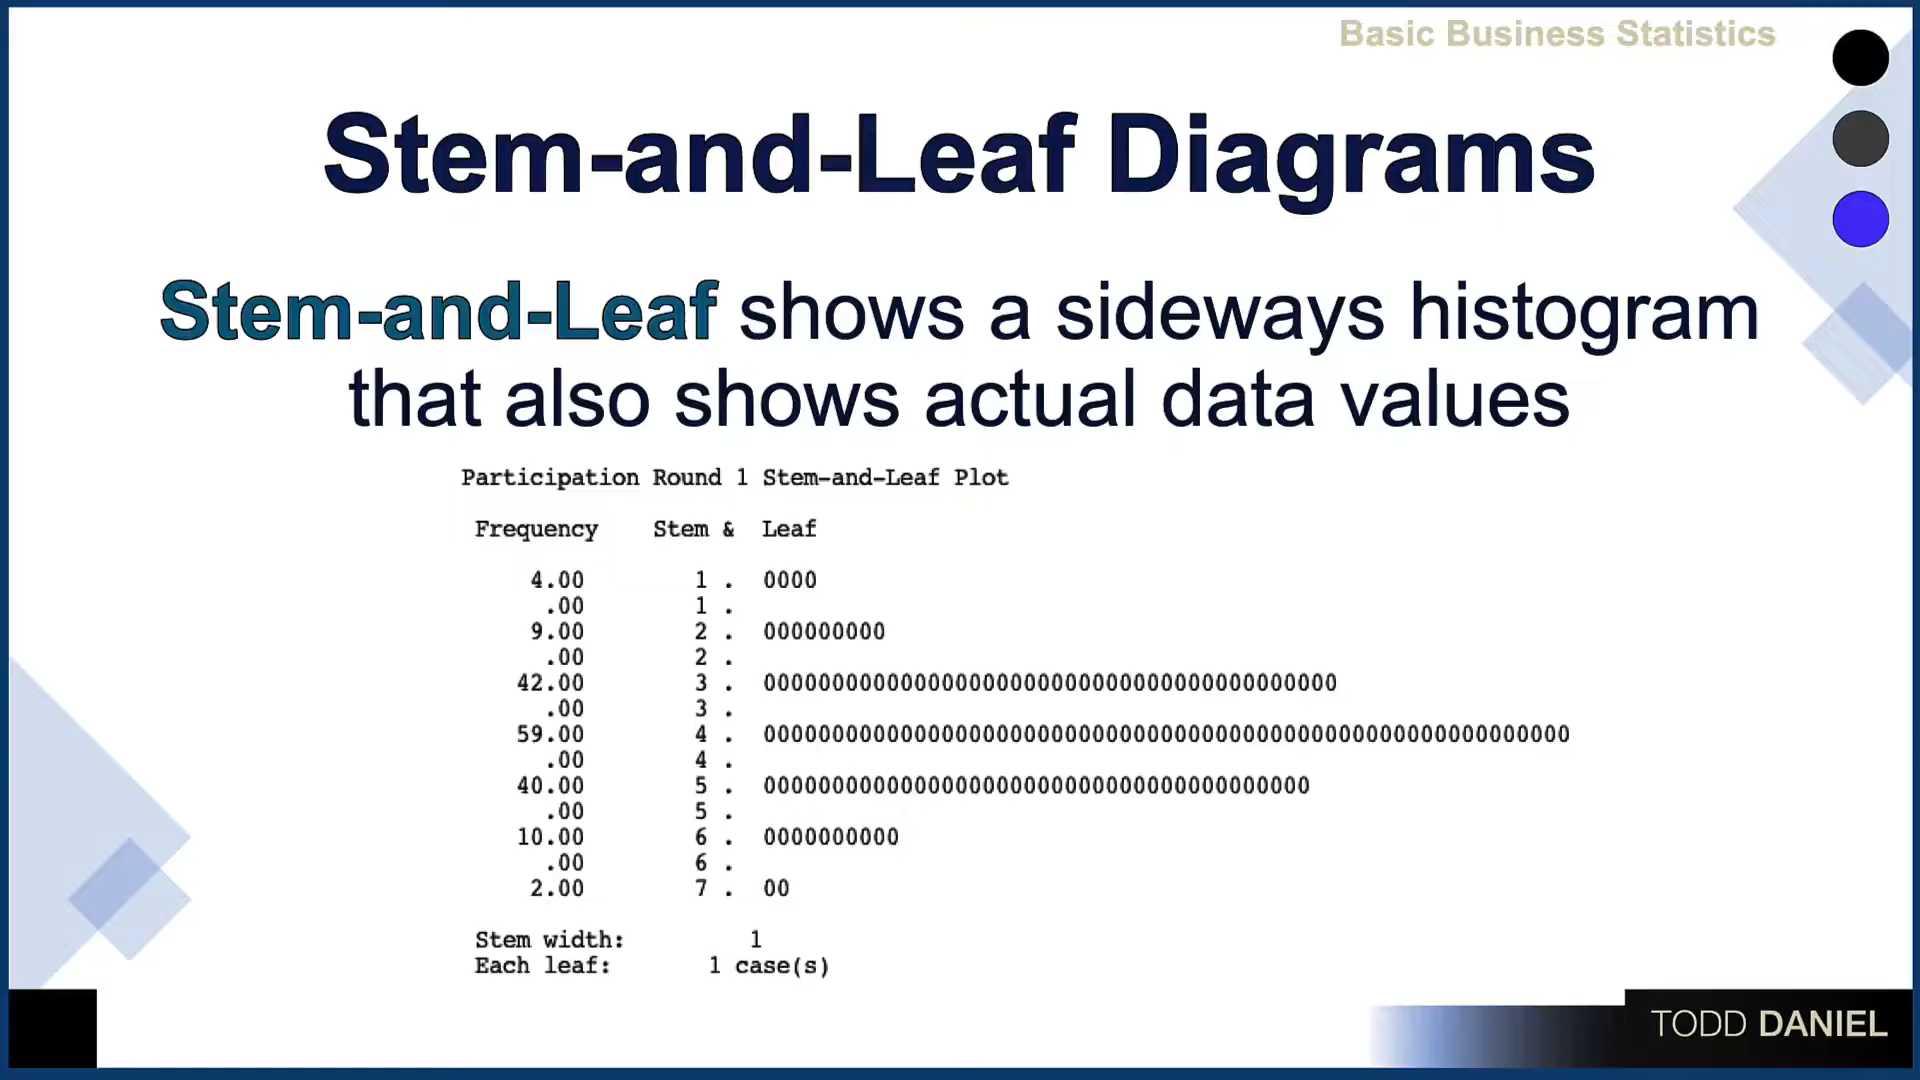 Basic Business Statistics
Stem-and-Leaf Diagrams
Stem-and-Leaf shows a sideways histogram
that also shows actual data values
Participation Round 1 Stem-and-Leaf Plot
Frequency Stem & Leaf
4.00 1 . 0000
.00 1 .
9.00 2 . 000000000
.00 2 .
42.00 3 . 000000000000000000000000000000000000000000
.00 3 .
59.00 4 . 00000000000000000000000000000000000000000000000000000000000
.00 4 .
40.00 5 . 0000000000000000000000000000000000000000
.00 5 .
10.00 6 . 0000000000
.00 6 .
2.00 7 . 00
Stem width: 1
Each leaf: 1 case(s)
TODD DANIEL